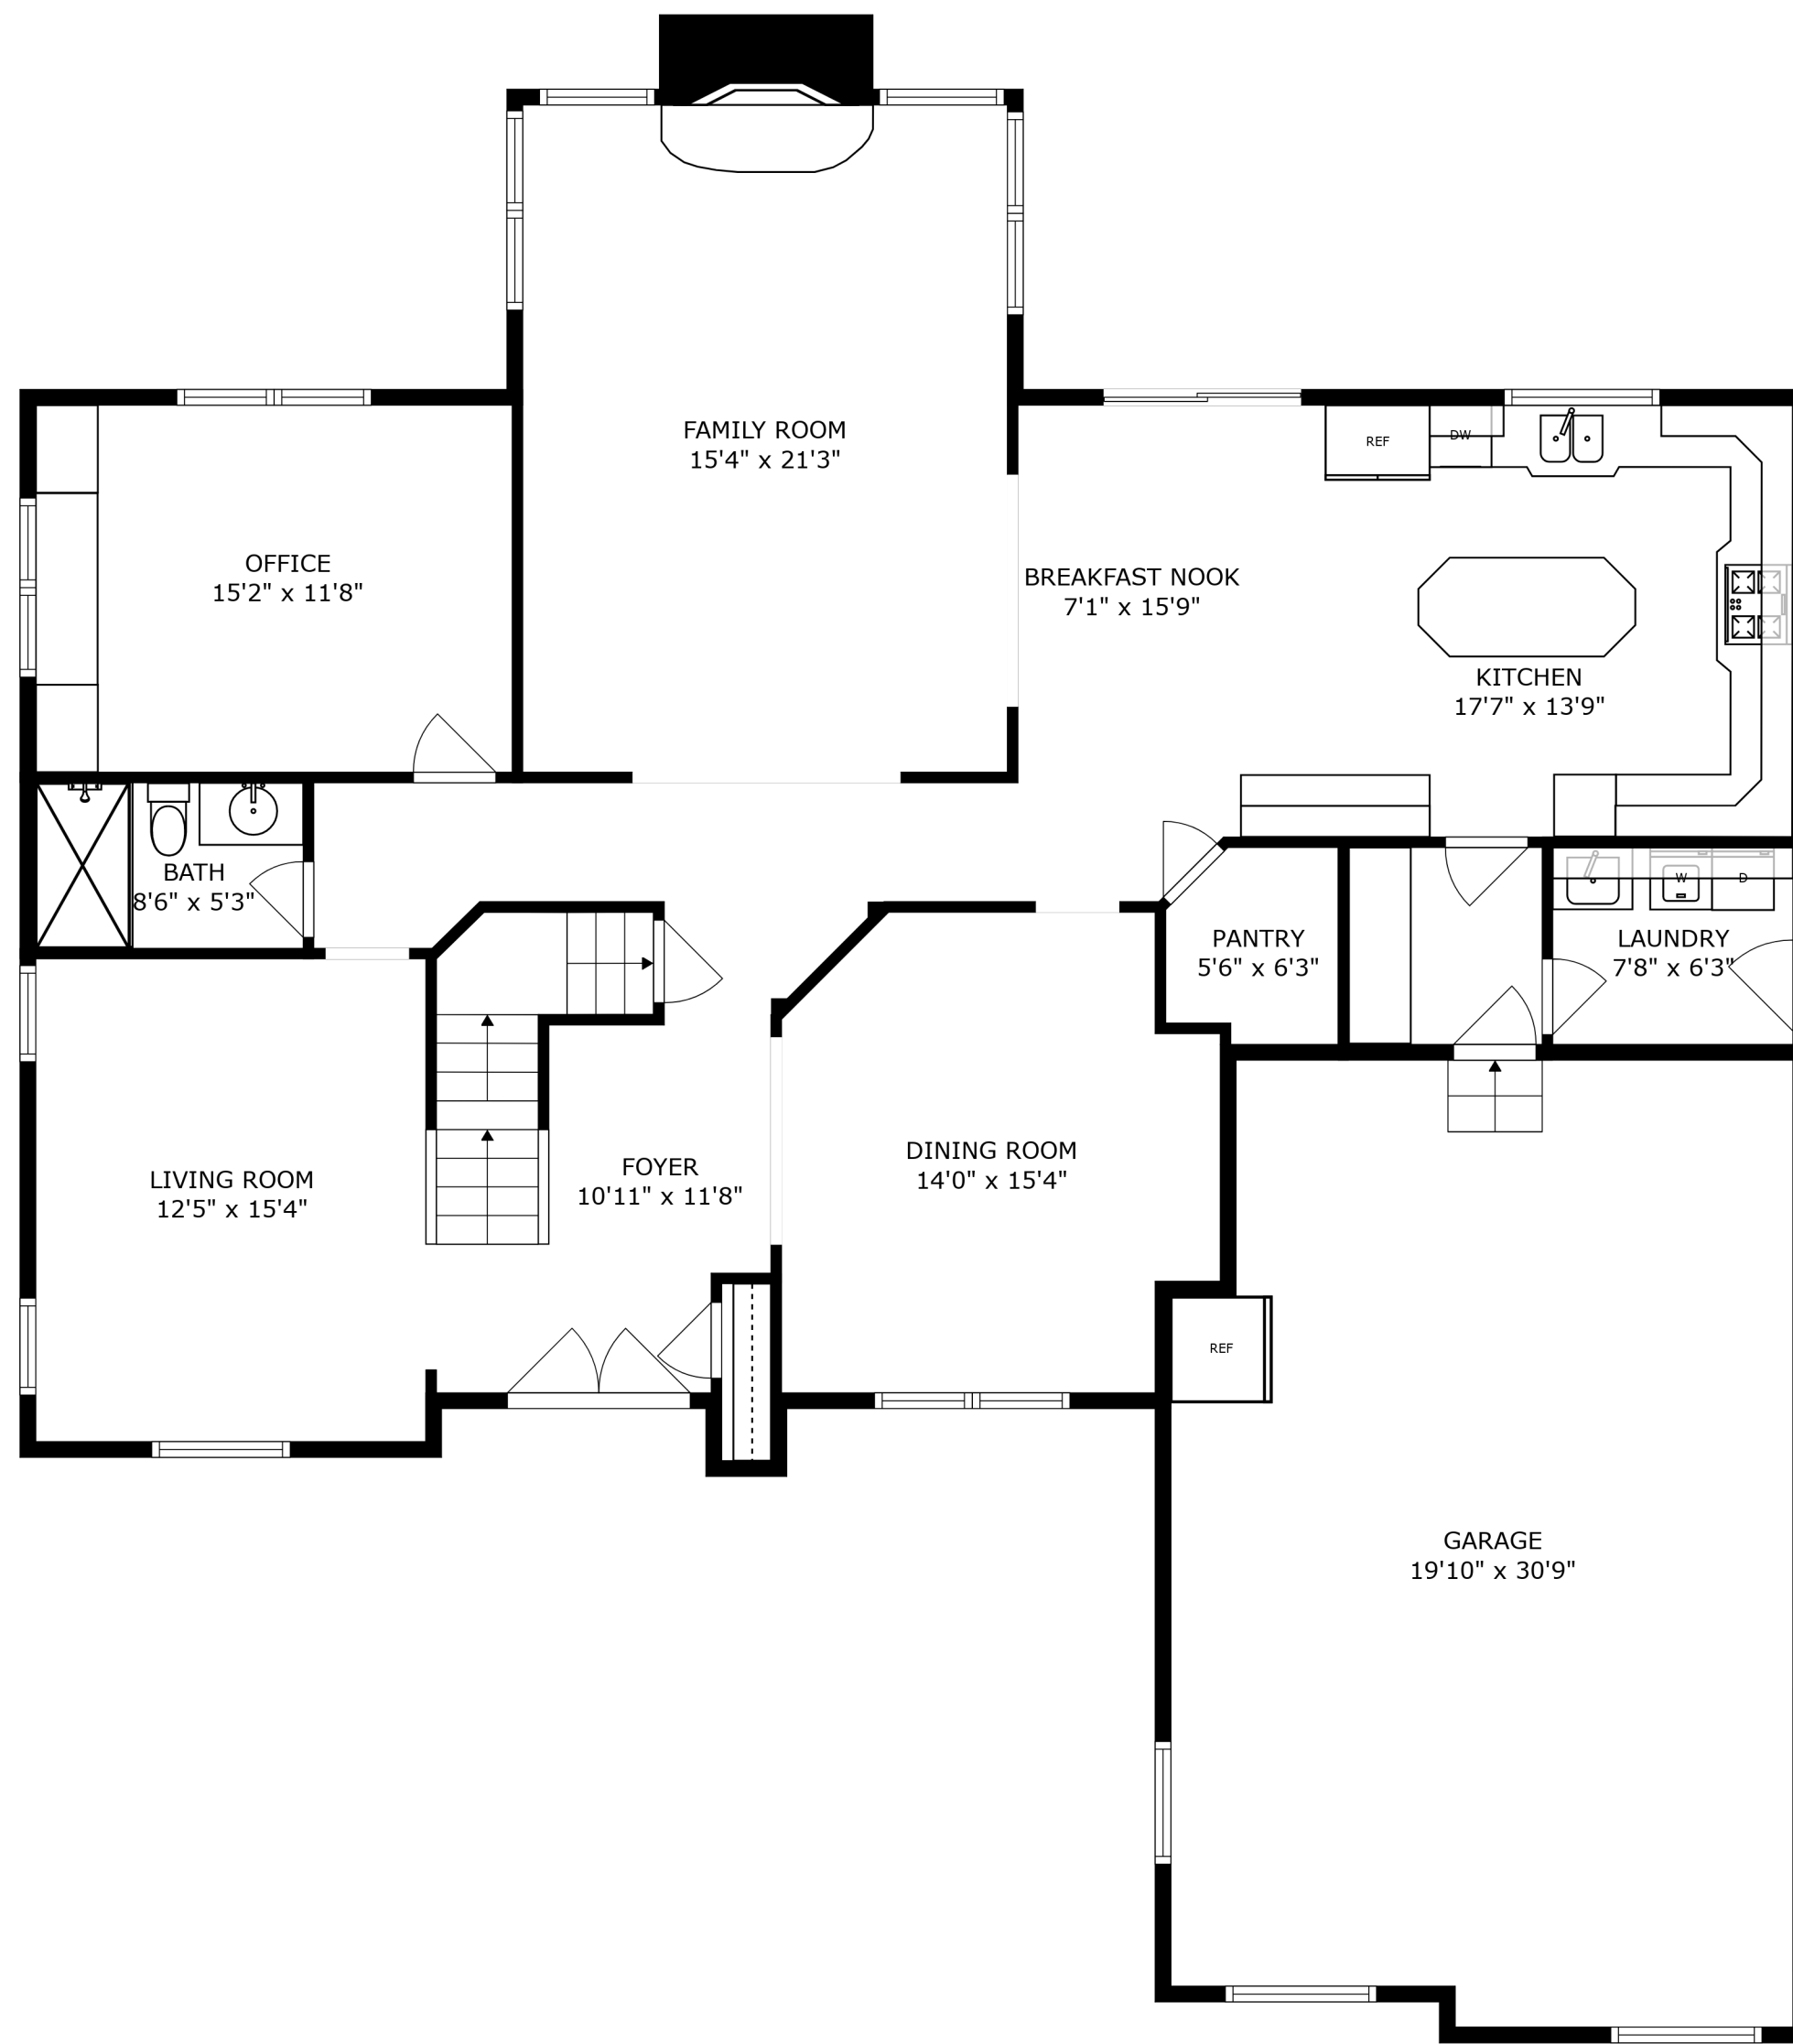 FAMILY ROOM
15'4" x 21'3"
REF
DW
OFFICE
15'2" x 11'8"
BREAKFAST NOOK
7'1" x 15'9"
KITCHEN
17'7" x 13'9"
BATH
8'6" x 5'3"
W
D
PANTRY
5'6" x 6'3"
LAUNDRY
7'8" x 6'3"
LIVING ROOM
12'5" x 15'4"
FOYER
10'11" x 11'8"
DINING ROOM
14'0" x 15'4"
REF
GARAGE
19'10" x 30'9"